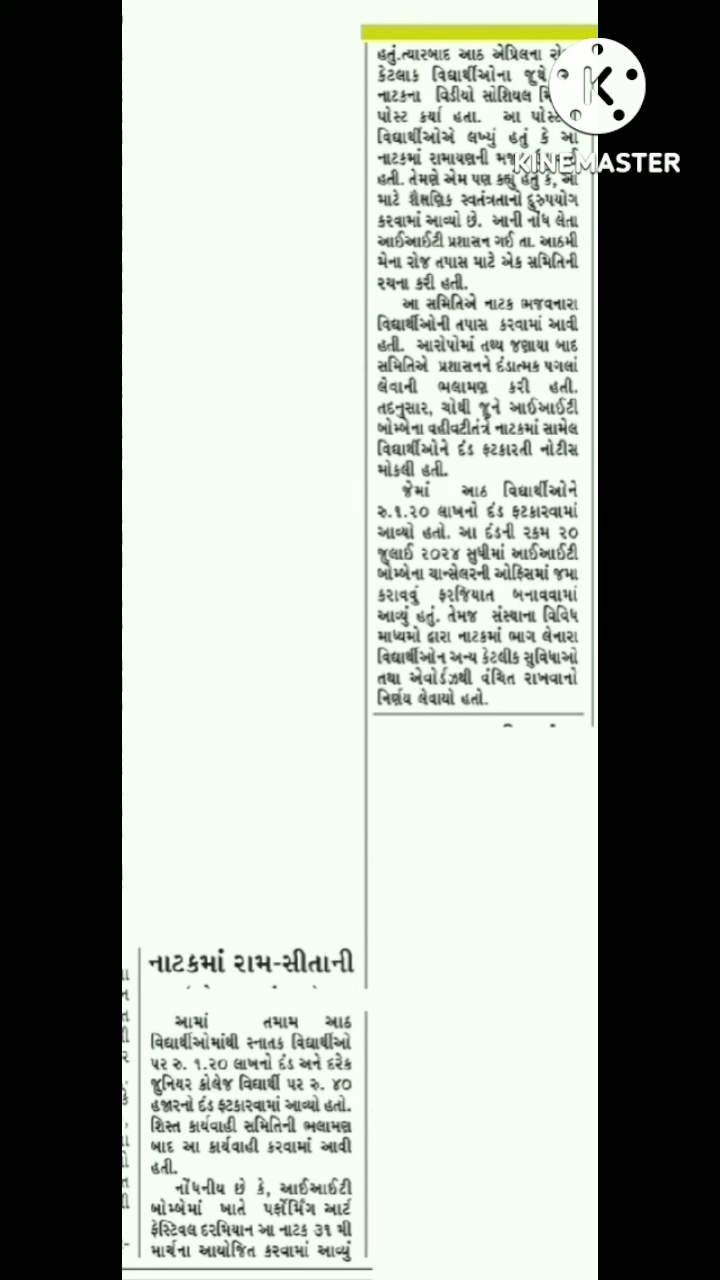 નાટકમાં રામ-સીતાની
આમાં તમામ આઠ
વિદ્યાર્થીઓમાંથી સ્નાતક વિદ્યાર્થીઓ
પર રુ. ૧.૨૦ લાખનો દંડ અને દરેક
જુનિયર કોલેજ વિદ્યાર્થી પર રુ. ૪૦
હજારનો દંડ ફટકારવામાં આવ્યો હતો.
શિસ્ત કાર્યવાહી સમિતિની ભલામણ
બાદ આ કાર્યવાહી કરવામાં આવી
હતી.
નોંધનીય છે કે, આઈઆઈટી
બોમ્બેમાં ખાતે પર્ફોર્મિંગ આર્ટ
ફેસ્ટિવલ દરમિયાન આ નાટક ૩૧ મી
માર્ચના આયોજિત કરવામાં આવ્યું
હતું.ત્યારબાદ આઠ એપ્રિલના
કેટલાક વિદ્યાર્થીઓના જુથે
નાટકના વિડીયો સોશિયલ
પોસ્ટ કર્યા હતા. આ
વિદ્યાર્થીઓએ લખ્યું હતું કે આ
નાટકમાં રામાયણની
હતી. તેમણે એમ પણ કહ્યું હતું કે, આ
માટે શૈક્ષણિક સ્વતંત્રતાનો દુરુપયોગ
કરવામાં આવ્યો છે. આની નોંધ લેતા
આઈઆઈટી પ્રશાસન ગઈ તા. આઠમી
મેના રોજ તપાસ માટે એક સમિતિની
રચના કરી હતી.
આ સમિતિએ નાટક ભજવનારા
વિદ્યાર્થીઓની તપાસ કરવામાં આવી
હતી. આરોપોમાં તથ્ય જણાયા બાદ
સમિતિએ પ્રશાસનને દંડાત્મક પગલાં
લેવાની ભલામણ કરી હતી.
તદનુસાર, ચોથી જુને આઈઆઈટી
બોમ્બેના વહીવટીતંત્રે નાટકમાં સામેલ
વિદ્યાર્થીઓને દંડ ફટકારતી નોટીસ
મોકલી હતી.
જેમાં આઠ વિદ્યાર્થીઓને
રુ.૧.૨૦ લાખનો દંડ ફટકારવામાં
આવ્યો હતો. આ દંડની રકમ ૨૦
જુલાઈ ૨૦૨૪ સુધીમાં આઈઆઈટી
બોમ્બેના ચાન્સેલરની ઓફિસમાં જમા
કરાવવું ફરજિયાત બનાવવામાં
આવ્યું હતું. તેમજ સંસ્થાના વિવિધ
માધ્યમો દ્વારા નાટકમાં ભાગ લેનારા
વિદ્યાર્થીઓન અન્ય કેટલીક સુવિધાઓ
તથા એવોર્ડઝથી વંચિત રાખવાનો
નિર્ણય લેવાયો હતો.
KINEMASTER